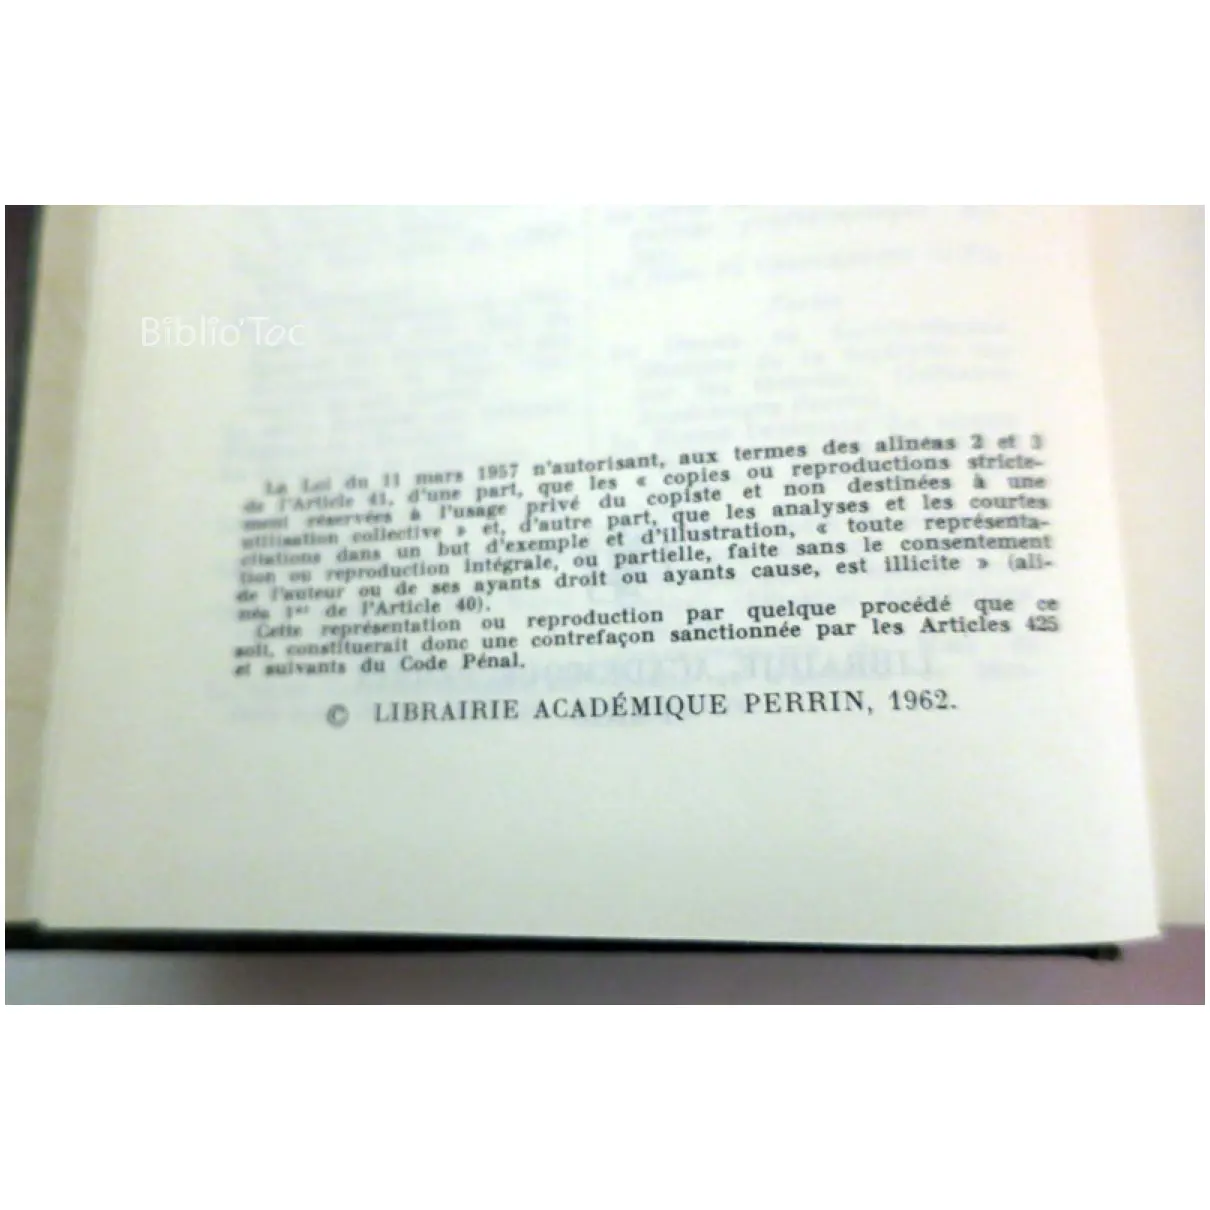 Biblio'Toc
La Loi du 11 mars 1957 n'autorisant, aux termes des alinéas 2 et 3
de l'Article 41, d'une part, que les « copies ou reproductions stricte-
ment réservées à l'usage privé du copiste et non destinées à une
utilisation collective » et, d'autre part, que les analyses et les courtes
citations dans un but d'exemple et d'illustration, « toute représenta-
tion ou reproduction intégrale, ou partielle, faite sans le consentement
de l'auteur ou de ses ayants droit ou ayants cause, est illicite » (ali-
néa 1er de l'Article 40).
Cette représentation ou reproduction par quelque procédé que ce
soit, constituerait donc une contrefaçon sanctionnée par les Articles 425
et suivants du Code Pénal.
© LIBRAIRIE ACADÉMIQUE PERRIN, 1962.